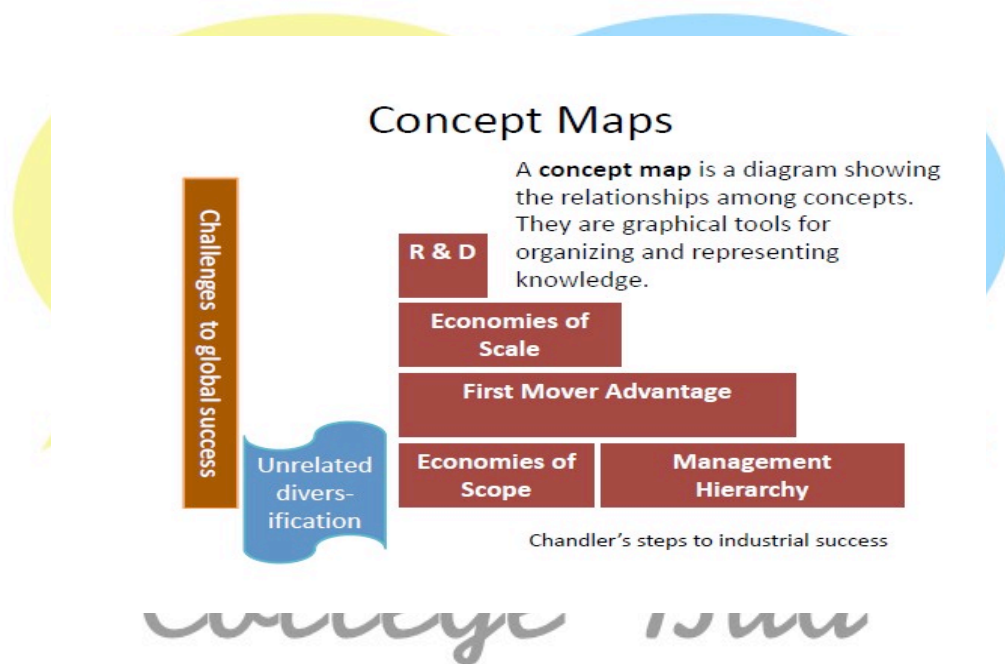 Concept Maps
A concept map is a diagram showing
the relationships among concepts.
They are graphical tools for
organizing and representing
knowledge.
Challenges to global success
R & D
Economies of
Scale
First Mover Advantage
Unrelated
divers-
ification
Economies of
Scope
Management
Hierarchy
Chandler's steps to industrial success
College